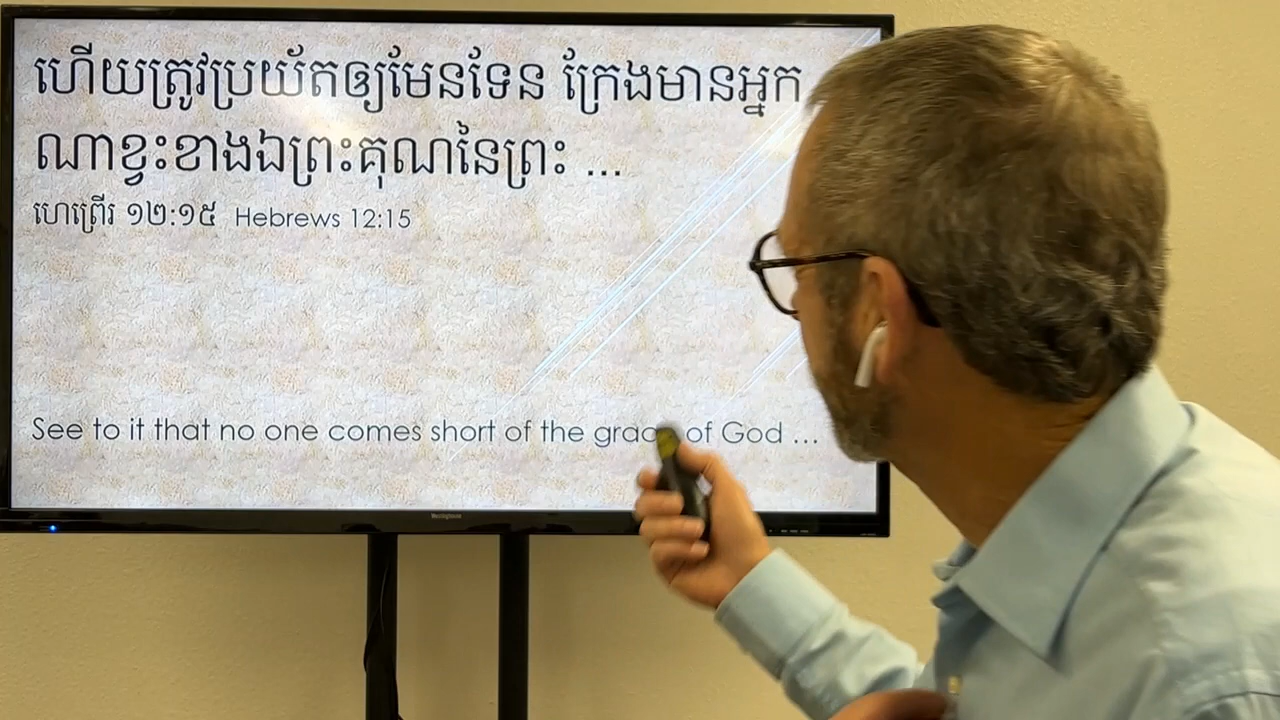 ហើយត្រូវប្រយ័តឲ្យមែនទែន ក្រែងមានអ្នក
ណាខ្វះខាងឯព្រះគុណនៃព្រះ ...
ហេព្រើរ ១២:១៥ Hebrews 12:15
See to it that no one comes short of the grace of God ...
Westinghouse